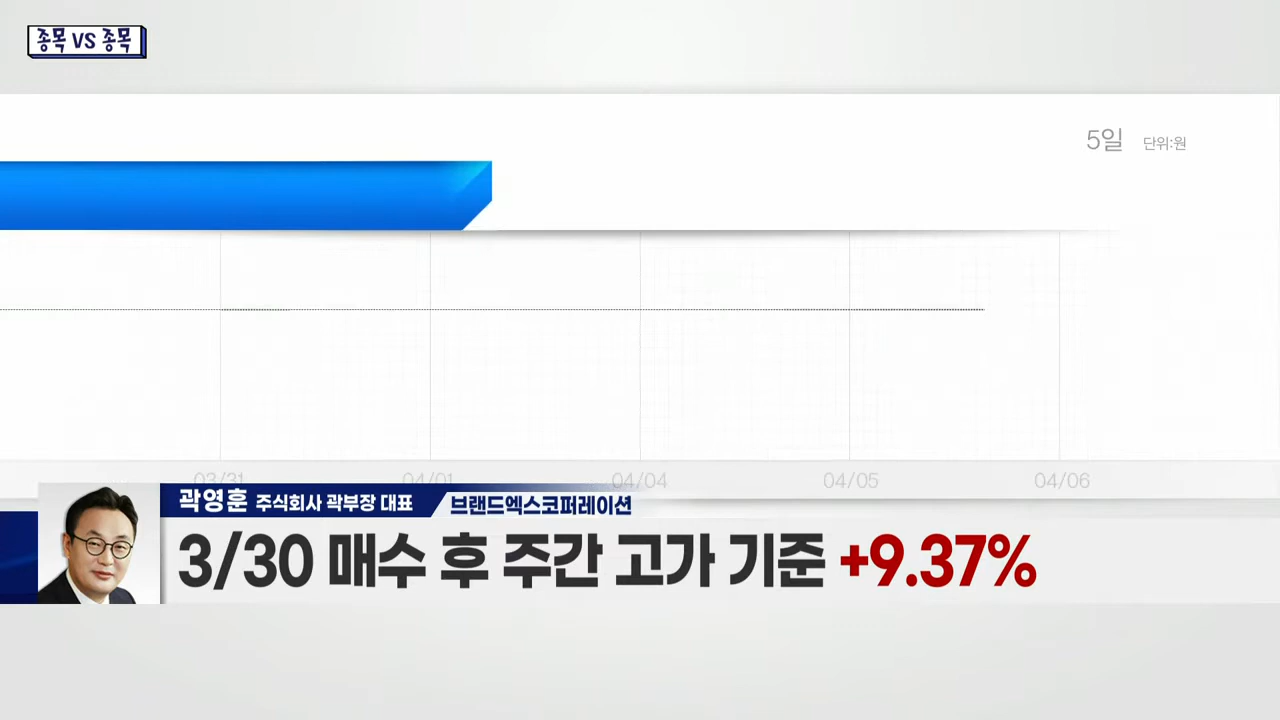 종목 VS 종목
5일 단위:원
03/31 04/01 04/04 04/05 04/06
곽영훈 주식회사 곽부장 대표 브랜드엑스코퍼레이션
3/30 매수 후 주간 고가 기준 +9.37%